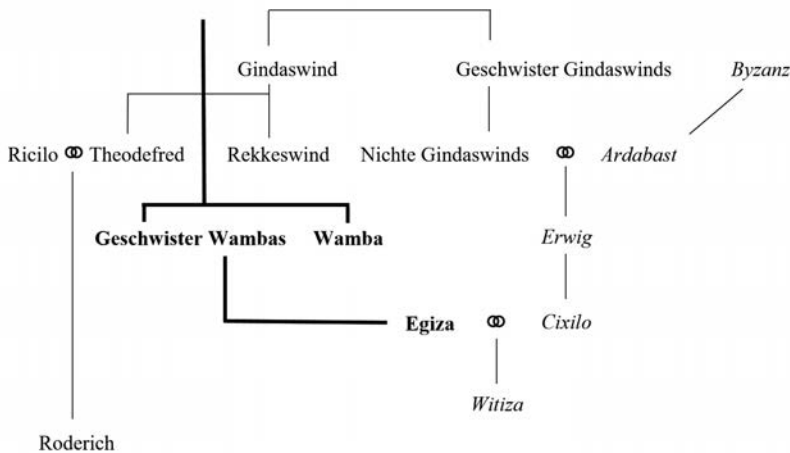 Gindaswind Geschwister Gindaswinds Byzanz
Ricilo ⚭ Theodefred Rekkeswind Nichte Gindaswinds ⚭ Ardabast
Geschwister Wambas Wamba Erwig
Egiza ⚭ Cixilo
Witiza
Roderich